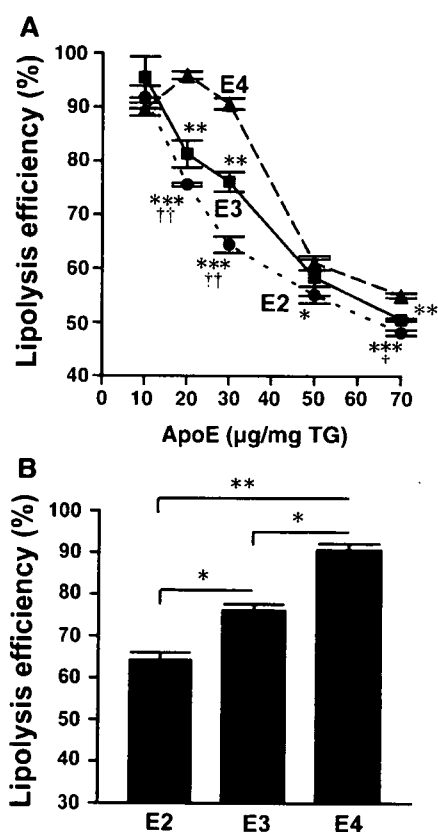 A
Lipolysis efficiency (%)
100
90
80
70
60
50
40
E4
**
**
E3
***
††
***
††
E2
*
**
***
†
0 10 20 30 40 50 60 70
ApoE (µg/mg TG)
B
Lipolysis efficiency (%)
100
90
80
70
60
50
40
30
**
*
*
E2 E3 E4